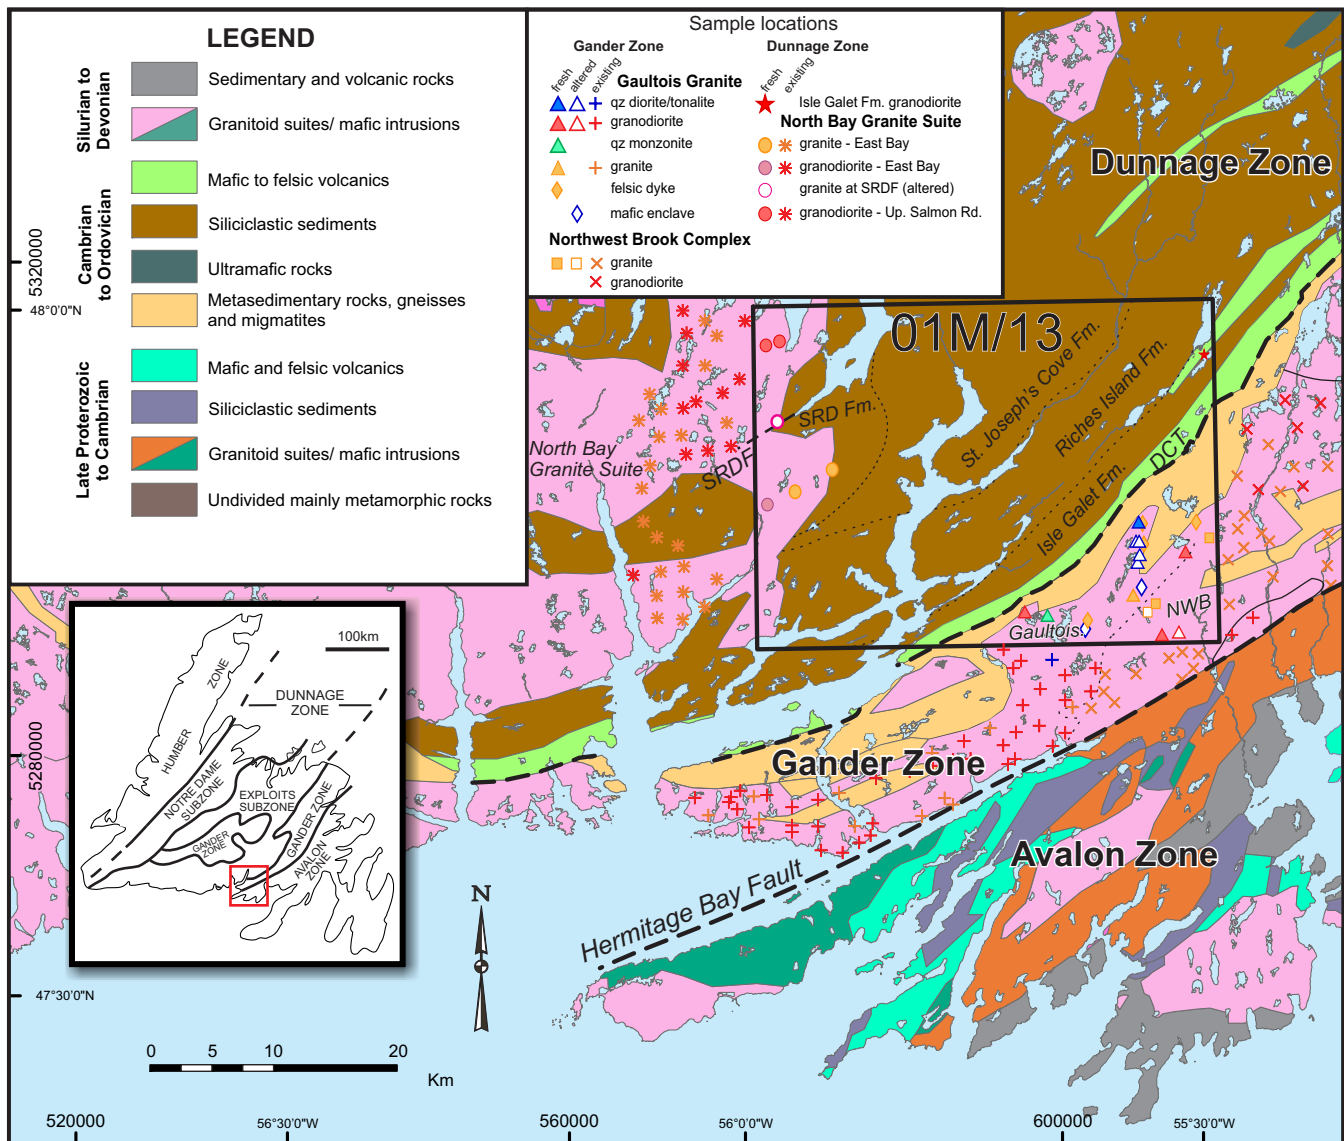 LEGEND
Silurian to
Devonian
Sedimentary and volcanic rocks
Granitoid suites/ mafic intrusions
Cambrian
to Ordovician
Mafic to felsic volcanics
Siliciclastic sediments
Ultramafic rocks
Metasedimentary rocks, gneisses
and migmatites
Late Proterozoic
to Cambrian
Mafic and felsic volcanics
Siliciclastic sediments
Granitoid suites/ mafic intrusions
Undivided mainly metamorphic rocks
Sample locations
Gander Zone
fresh
altered
existing
Gaultois Granite
qz diorite/tonalite
granodiorite
qz monzonite
granite
felsic dyke
mafic enclave
Northwest Brook Complex
granite
granodiorite
Dunnage Zone
fresh
existing
Isle Galet Fm. granodiorite
North Bay Granite Suite
granite - East Bay
granodiorite - East Bay
granite at SRDF (altered)
granodiorite - Up. Salmon Rd.
Dunnage Zone
01M/13
St. Joseph's Cove Fm.
Riches Island Fm.
SRD Fm.
SRDF
North Bay
Granite Suite
Isle Galet Fm.
DCT
NWB
Gaultois
Gander Zone
Avalon Zone
Hermitage Bay Fault
100km
HUMBER
ZONE
DUNNAGE
ZONE
NOTRE DAME
SUBZONE
EXPLOITS
SUBZONE
GANDER
ZONE
GANDER ZONE
AVALON
ZONE
N
0
5
10
20
Km
5320000
48°0'0"N
5280000
47°30'0"N
520000
56°30'0"W
560000
56°0'0"W
600000
55°30'0"W